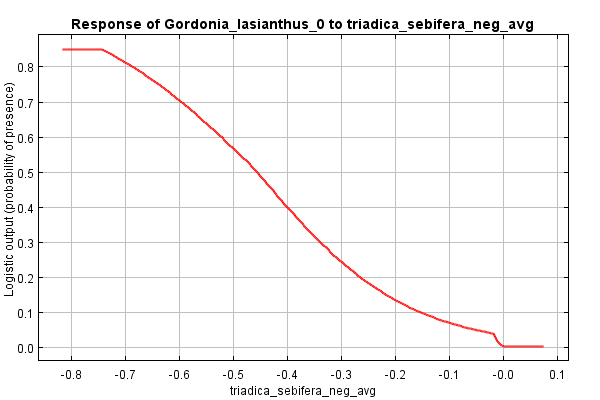 Response of Gordonia_lasianthus_0 to triadica_sebifera_neg_avg
Logistic output (probability of presence)
0.8
0.7
0.6
0.5
0.4
0.3
0.2
0.1
0.0
-0.8 -0.7 -0.6 -0.5 -0.4 -0.3 -0.2 -0.1 -0.0 0.1
triadica_sebifera_neg_avg